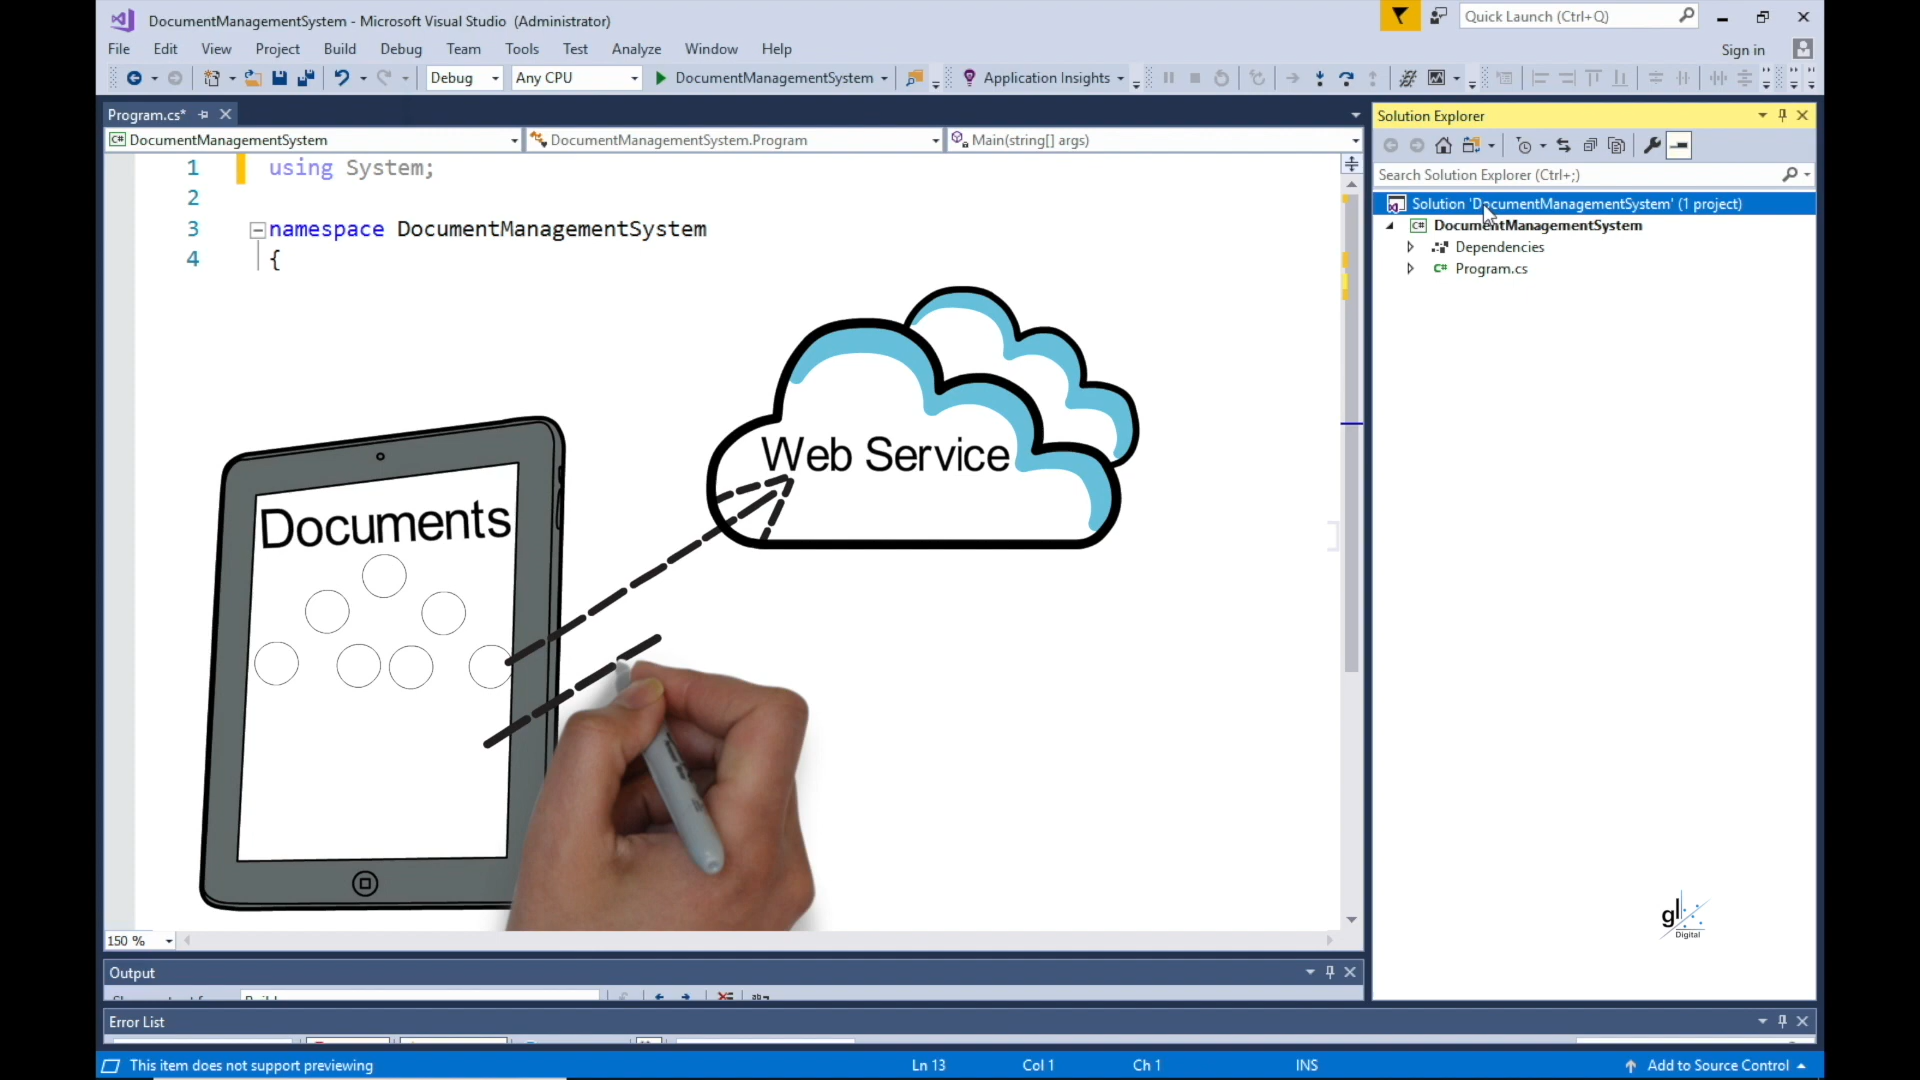 DocumentManagementSystem - Microsoft Visual Studio (Administrator)
Quick Launch (Ctrl+Q)
File Edit View Project Build Debug Team Tools Test Analyze Window Help
Sign in
Debug Any CPU DocumentManagementSystem Application Insights
Program.cs*
C# DocumentManagementSystem DocumentManagementSystem.Program Main(string[] args)
1 using System;
2
3 namespace DocumentManagementSystem
4 {
Web Service
Documents
150 %
Output
Error List
Solution Explorer
Search Solution Explorer (Ctrl+;)
Solution 'DocumentManagementSystem' (1 project)
C# DocumentManagementSystem
Dependencies
C# Program.cs
gl
Digital
This item does not support previewing Ln 13 Col 1 Ch 1 INS Add to Source Control